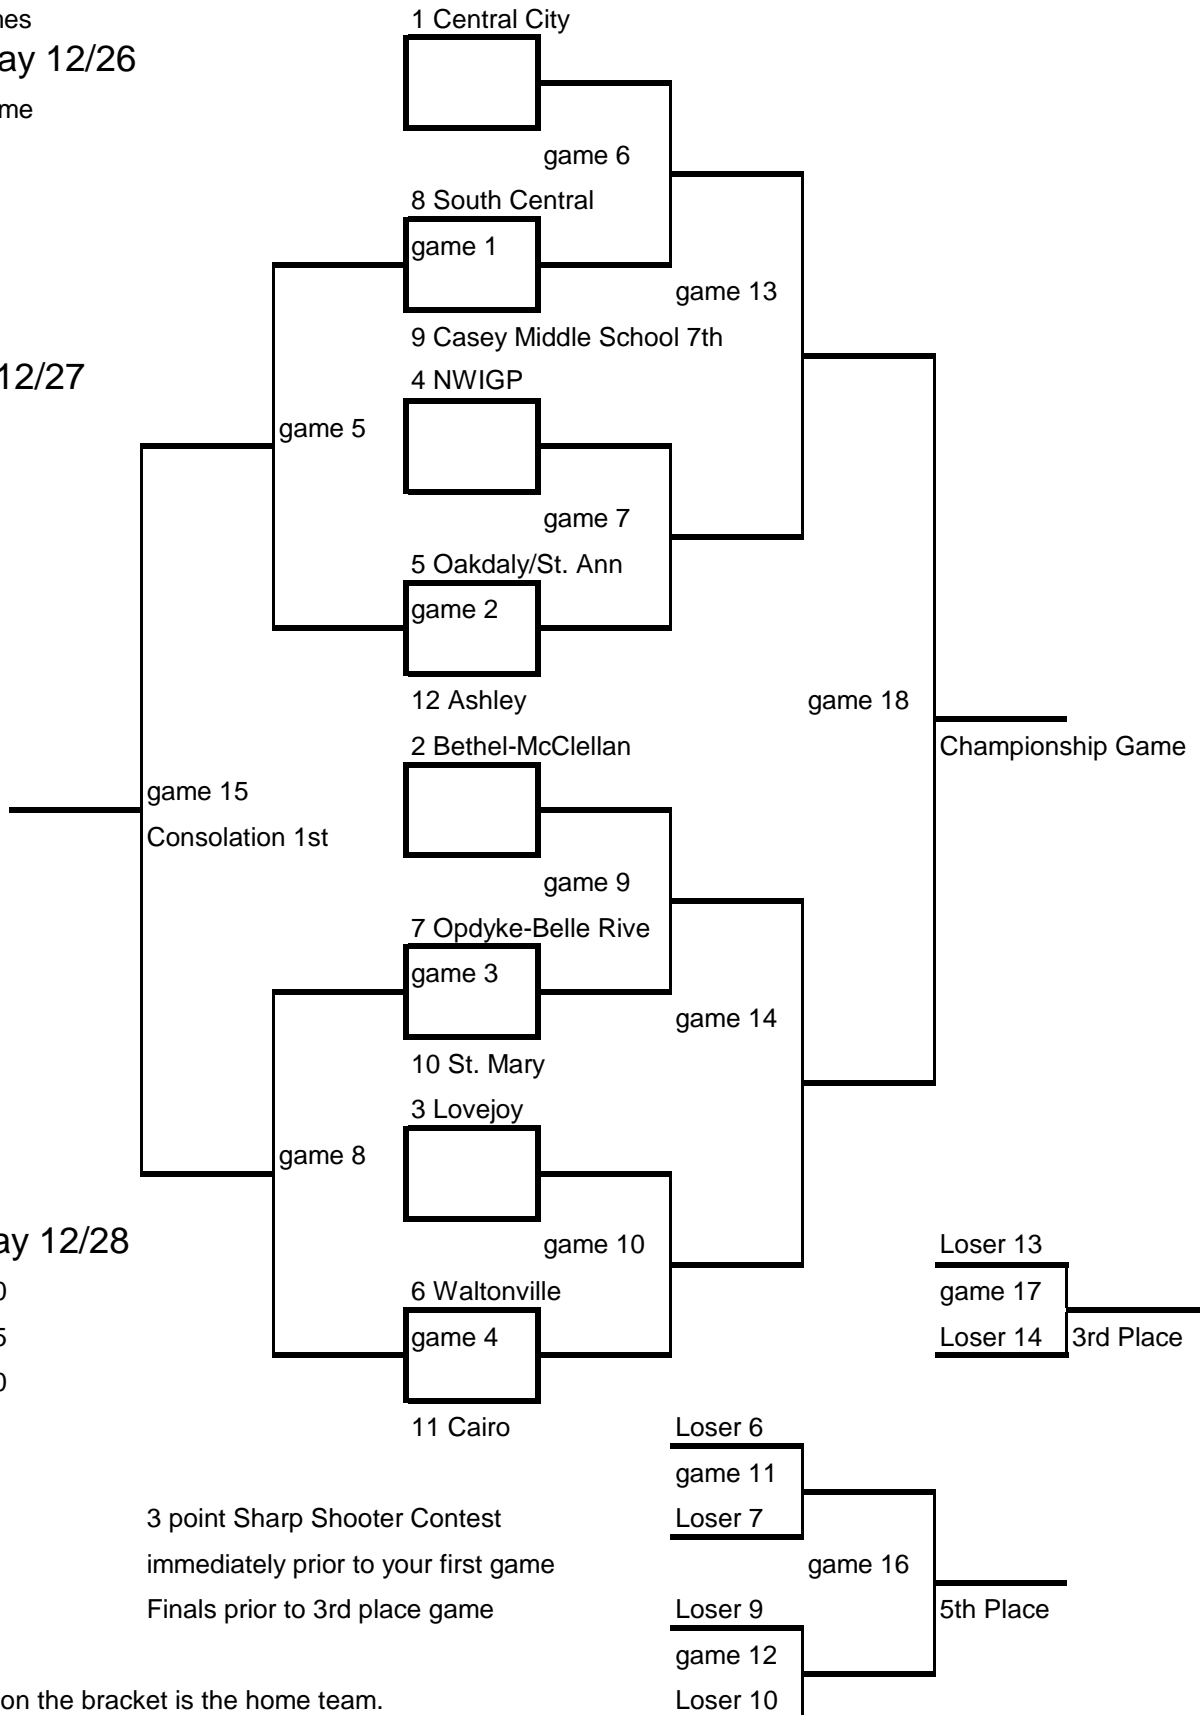 1 Central City
ay 12/26
game 6
8 South Central
game 1
game 13
9 Casey Middle School 7th
12/27
4 NWIGP
game 5
game 7
5 Oakdaly/St. Ann
game 2
12 Ashley
game 18
2 Bethel-McClellan
Championship Game
game 15
Consolation 1st
game 9
7 Opdyke-Belle Rive
game 3
game 14
10 St. Mary
3 Lovejoy
game 8
ay 12/28
game 10
Loser 13
0
6 Waltonville
game 17
5
game 4
Loser 14
3rd Place
0
11 Cairo
Loser 6
game 11
3 point Sharp Shooter Contest
Loser 7
immediately prior to your first game
game 16
Finals prior to 3rd place game
Loser 9
5th Place
game 12
on the bracket is the home team.
Loser 10